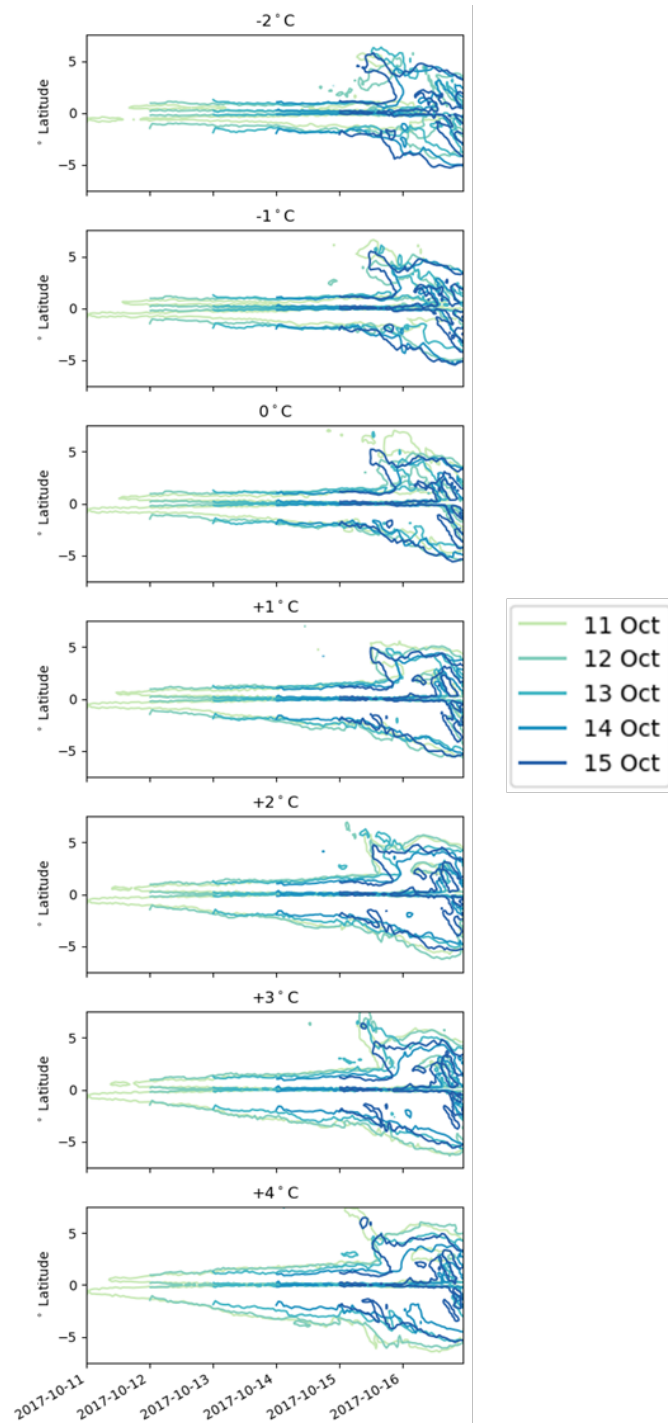 -2°C
5
0
-5
° Latitude
-1°C
5
0
-5
° Latitude
0°C
5
0
-5
° Latitude
+1°C
5
0
-5
° Latitude
11 Oct
12 Oct
13 Oct
14 Oct
15 Oct
+2°C
5
0
-5
° Latitude
+3°C
5
0
-5
° Latitude
+4°C
5
0
-5
° Latitude
2017-10-11
2017-10-12
2017-10-13
2017-10-14
2017-10-15
2017-10-16